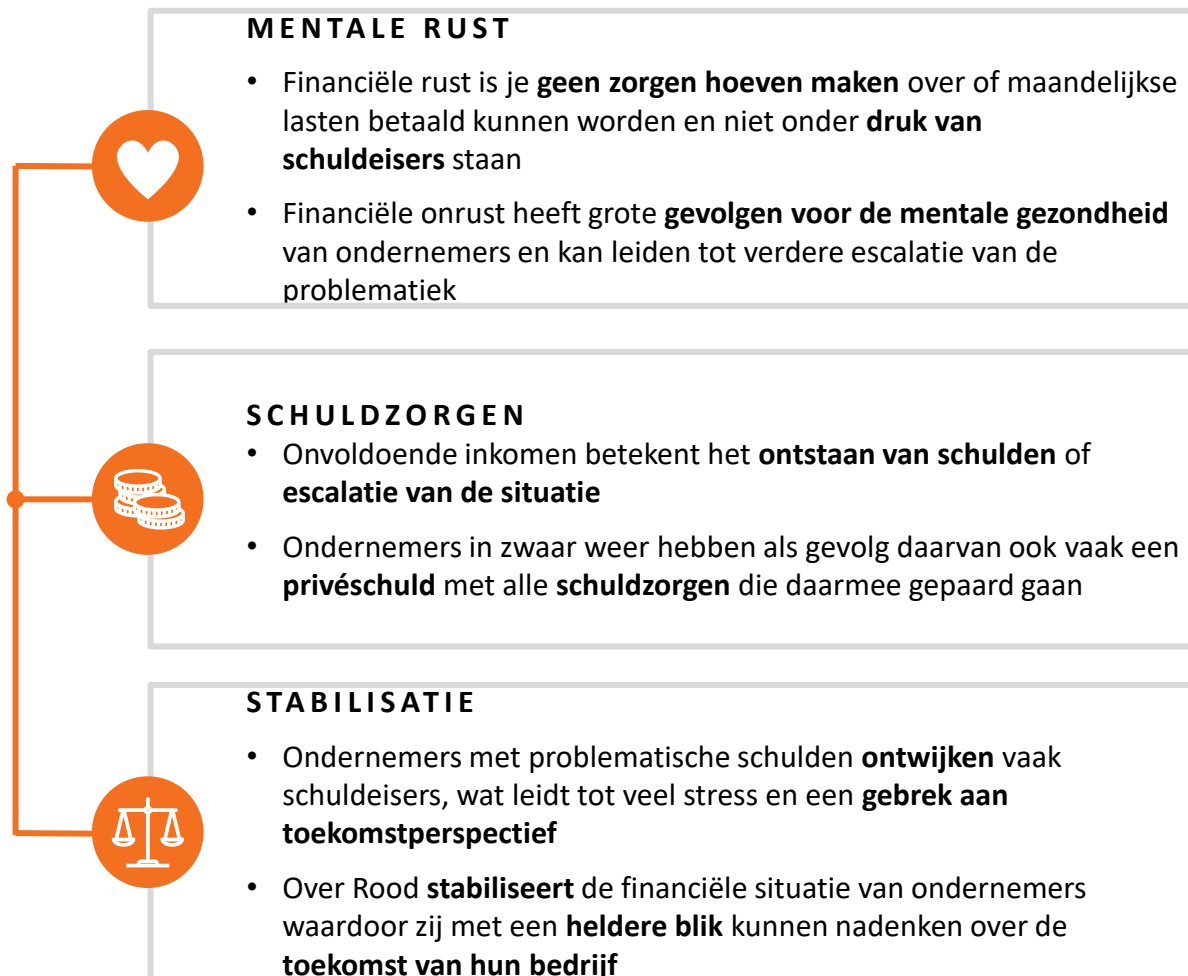 MENTALE RUST
• Financiële rust is je geen zorgen hoeven maken over of maandelijkse
lasten betaald kunnen worden en niet onder druk van
schuldeisers staan
• Financiële onrust heeft grote gevolgen voor de mentale gezondheid
van ondernemers en kan leiden tot verdere escalatie van de
problematiek
SCHULDZORGEN
• Onvoldoende inkomen betekent het ontstaan van schulden of
escalatie van de situatie
• Ondernemers in zwaar weer hebben als gevolg daarvan ook vaak een
privéschuld met alle schuldzorgen die daarmee gepaard gaan
STABILISATIE
• Ondernemers met problematische schulden ontwijken vaak
schuldeisers, wat leidt tot veel stress en een gebrek aan
toekomstperspectief
• Over Rood stabiliseert de financiële situatie van ondernemers
waardoor zij met een heldere blik kunnen nadenken over de
toekomst van hun bedrijf